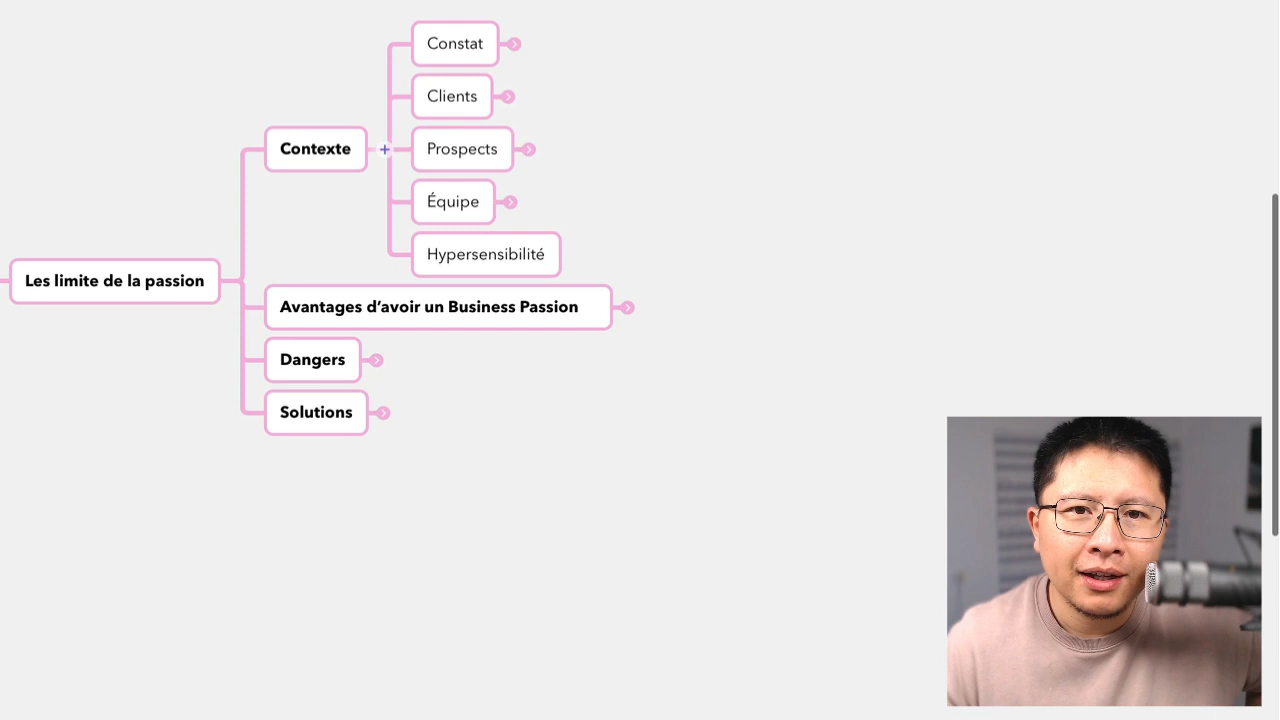 Constat
Clients
Contexte
Prospects
Équipe
Hypersensibilité
Les limite de la passion
Avantages d’avoir un Business Passion
Dangers
Solutions